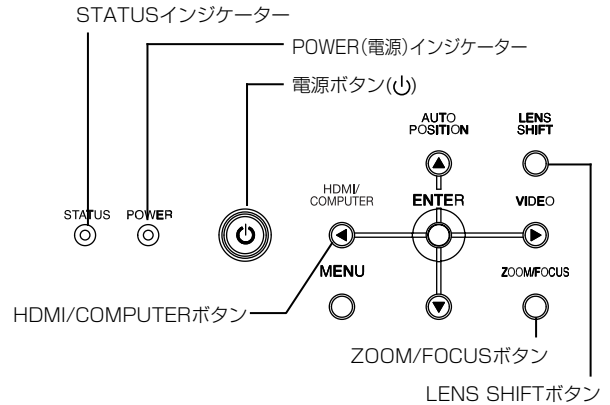 STATUSインジケーター
POWER(電源)インジケーター
電源ボタン(⏻)
AUTO
POSITION
LENS
SHIFT
HDMI/
COMPUTER
ENTER
VIDEO
STATUS
POWER
MENU
ZOOM/FOCUS
HDMI/COMPUTERボタン
ZOOM/FOCUSボタン
LENS SHIFTボタン